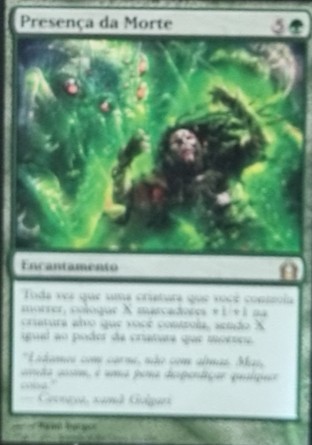 Presença da Morte 5
Encantamento
Toda vez que uma criatura que você controla
morrer, coloque X marcadores +1/+1 na
criatura alvo que você controla, sendo X
igual ao poder da criatura que morreu.
"Lidamos com carne, não com almas. Mas,
ainda assim, é uma pena desperdiçar qualquer
coisa."
— xamã Golgari
Ryan Barger